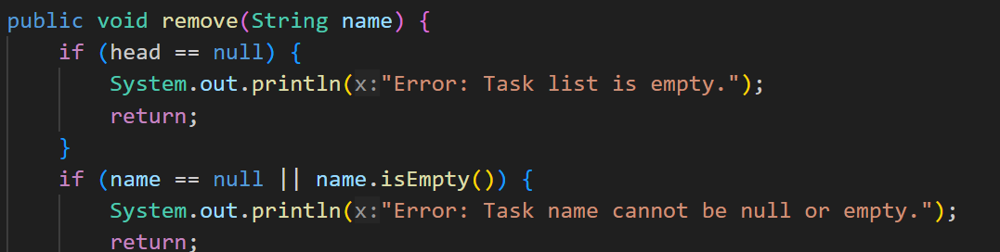 public void remove(String name) {
    if (head == null) {
        System.out.println(x:"Error: Task list is empty.");
        return;
    }
    if (name == null || name.isEmpty()) {
        System.out.println(x:"Error: Task name cannot be null or empty.");
        return;